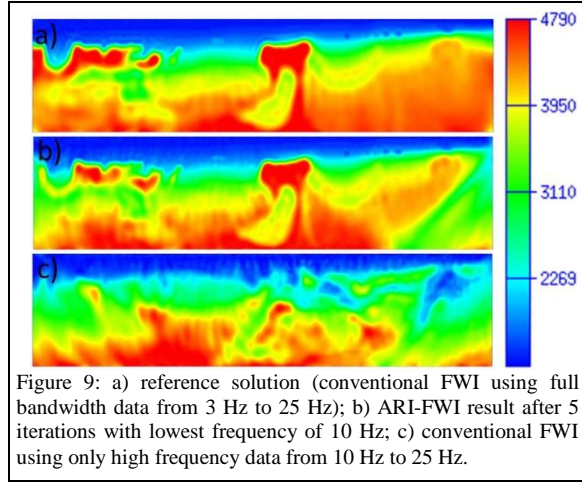 a)
b)
c)
4790
3950
3110
2269
Figure 9: a) reference solution (conventional FWI using full
bandwidth data from 3 Hz to 25 Hz); b) ARI-FWI result after 5
iterations with lowest frequency of 10 Hz; c) conventional FWI
using only high frequency data from 10 Hz to 25 Hz.